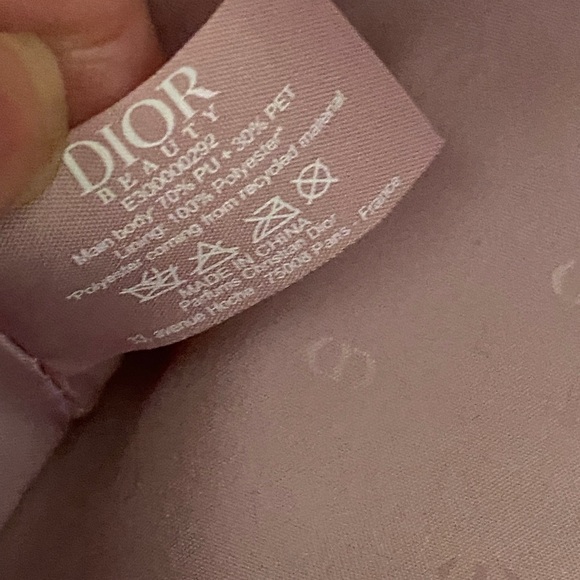 DIOR
BEAUTY
E300000292
Main body 70% PU + 30% PET
Lining: 100% Polyester*
*Polyester* coming from recycled material
MADE IN CHINA
Parfums Christian Dior
33, avenue Hoche 75008 Paris France